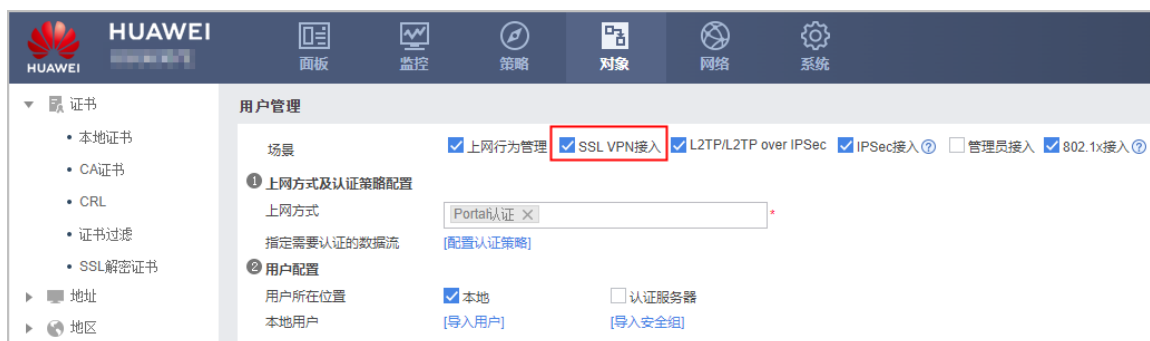 HUAWEI
HUAWEI
面板
监控
策略
对象
网络
系统
证书
本地证书
CA证书
CRL
证书过滤
SSL解密证书
地址
地区
用户管理
场景
上网行为管理
SSL VPN接入
L2TP/L2TP over IPSec
IPSec接入
管理员接入
802.1x接入
1 上网方式及认证策略配置
上网方式
Portal认证 ×
*
指定需要认证的数据流
[配置认证策略]
2 用户配置
用户所在位置
本地
认证服务器
本地用户
[导入用户]
[导入安全组]